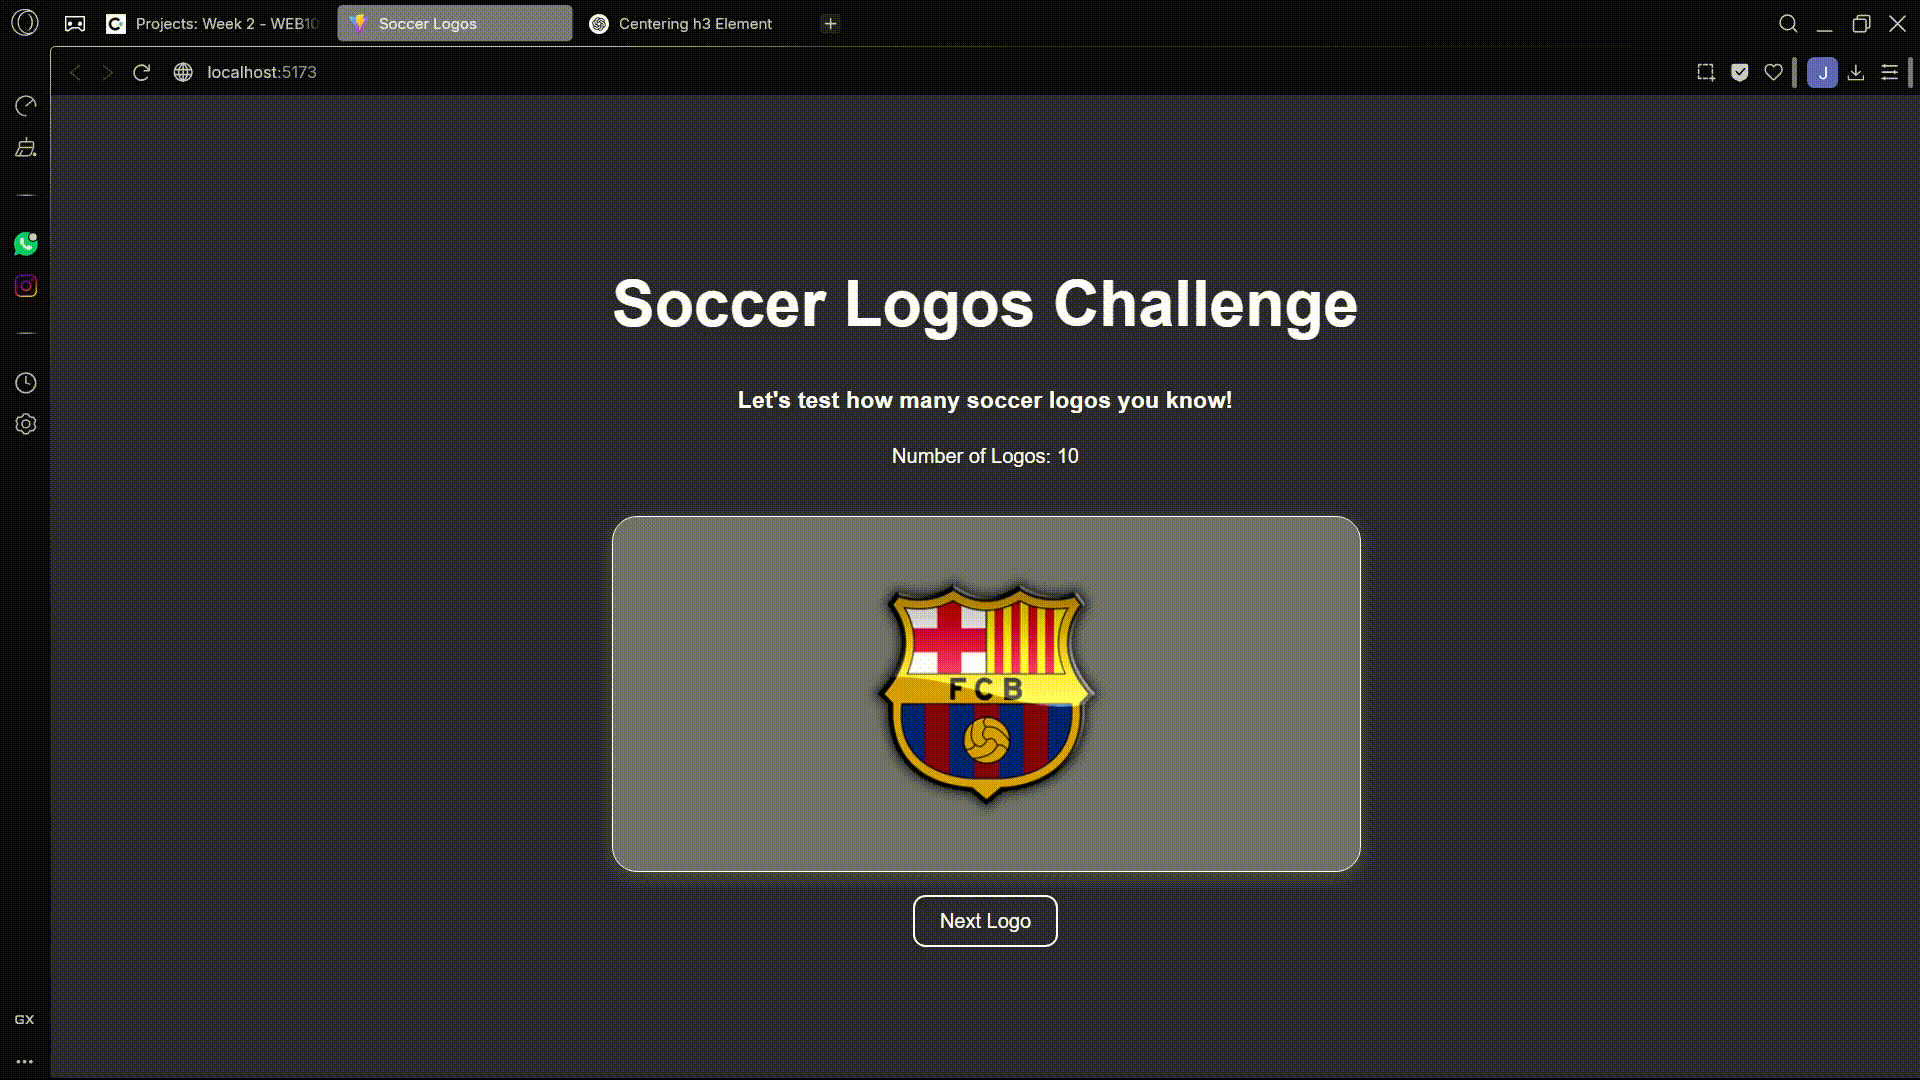 Projects: Week 2 - WEB10
Soccer Logos
Centering h3 Element
localhost:5173
J
Soccer Logos Challenge
Let's test how many soccer logos you know!
Number of Logos: 10
FCB
Next Logo
GX